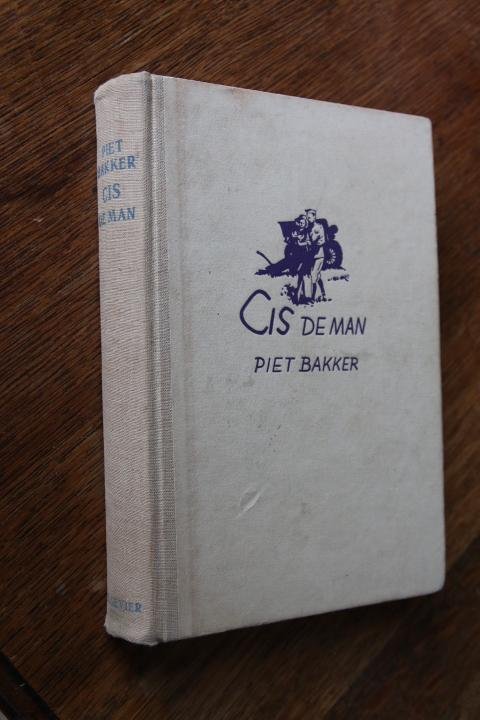 PIET
BAKKER
CIS
DE MAN
CIS DE MAN
PIET BAKKER